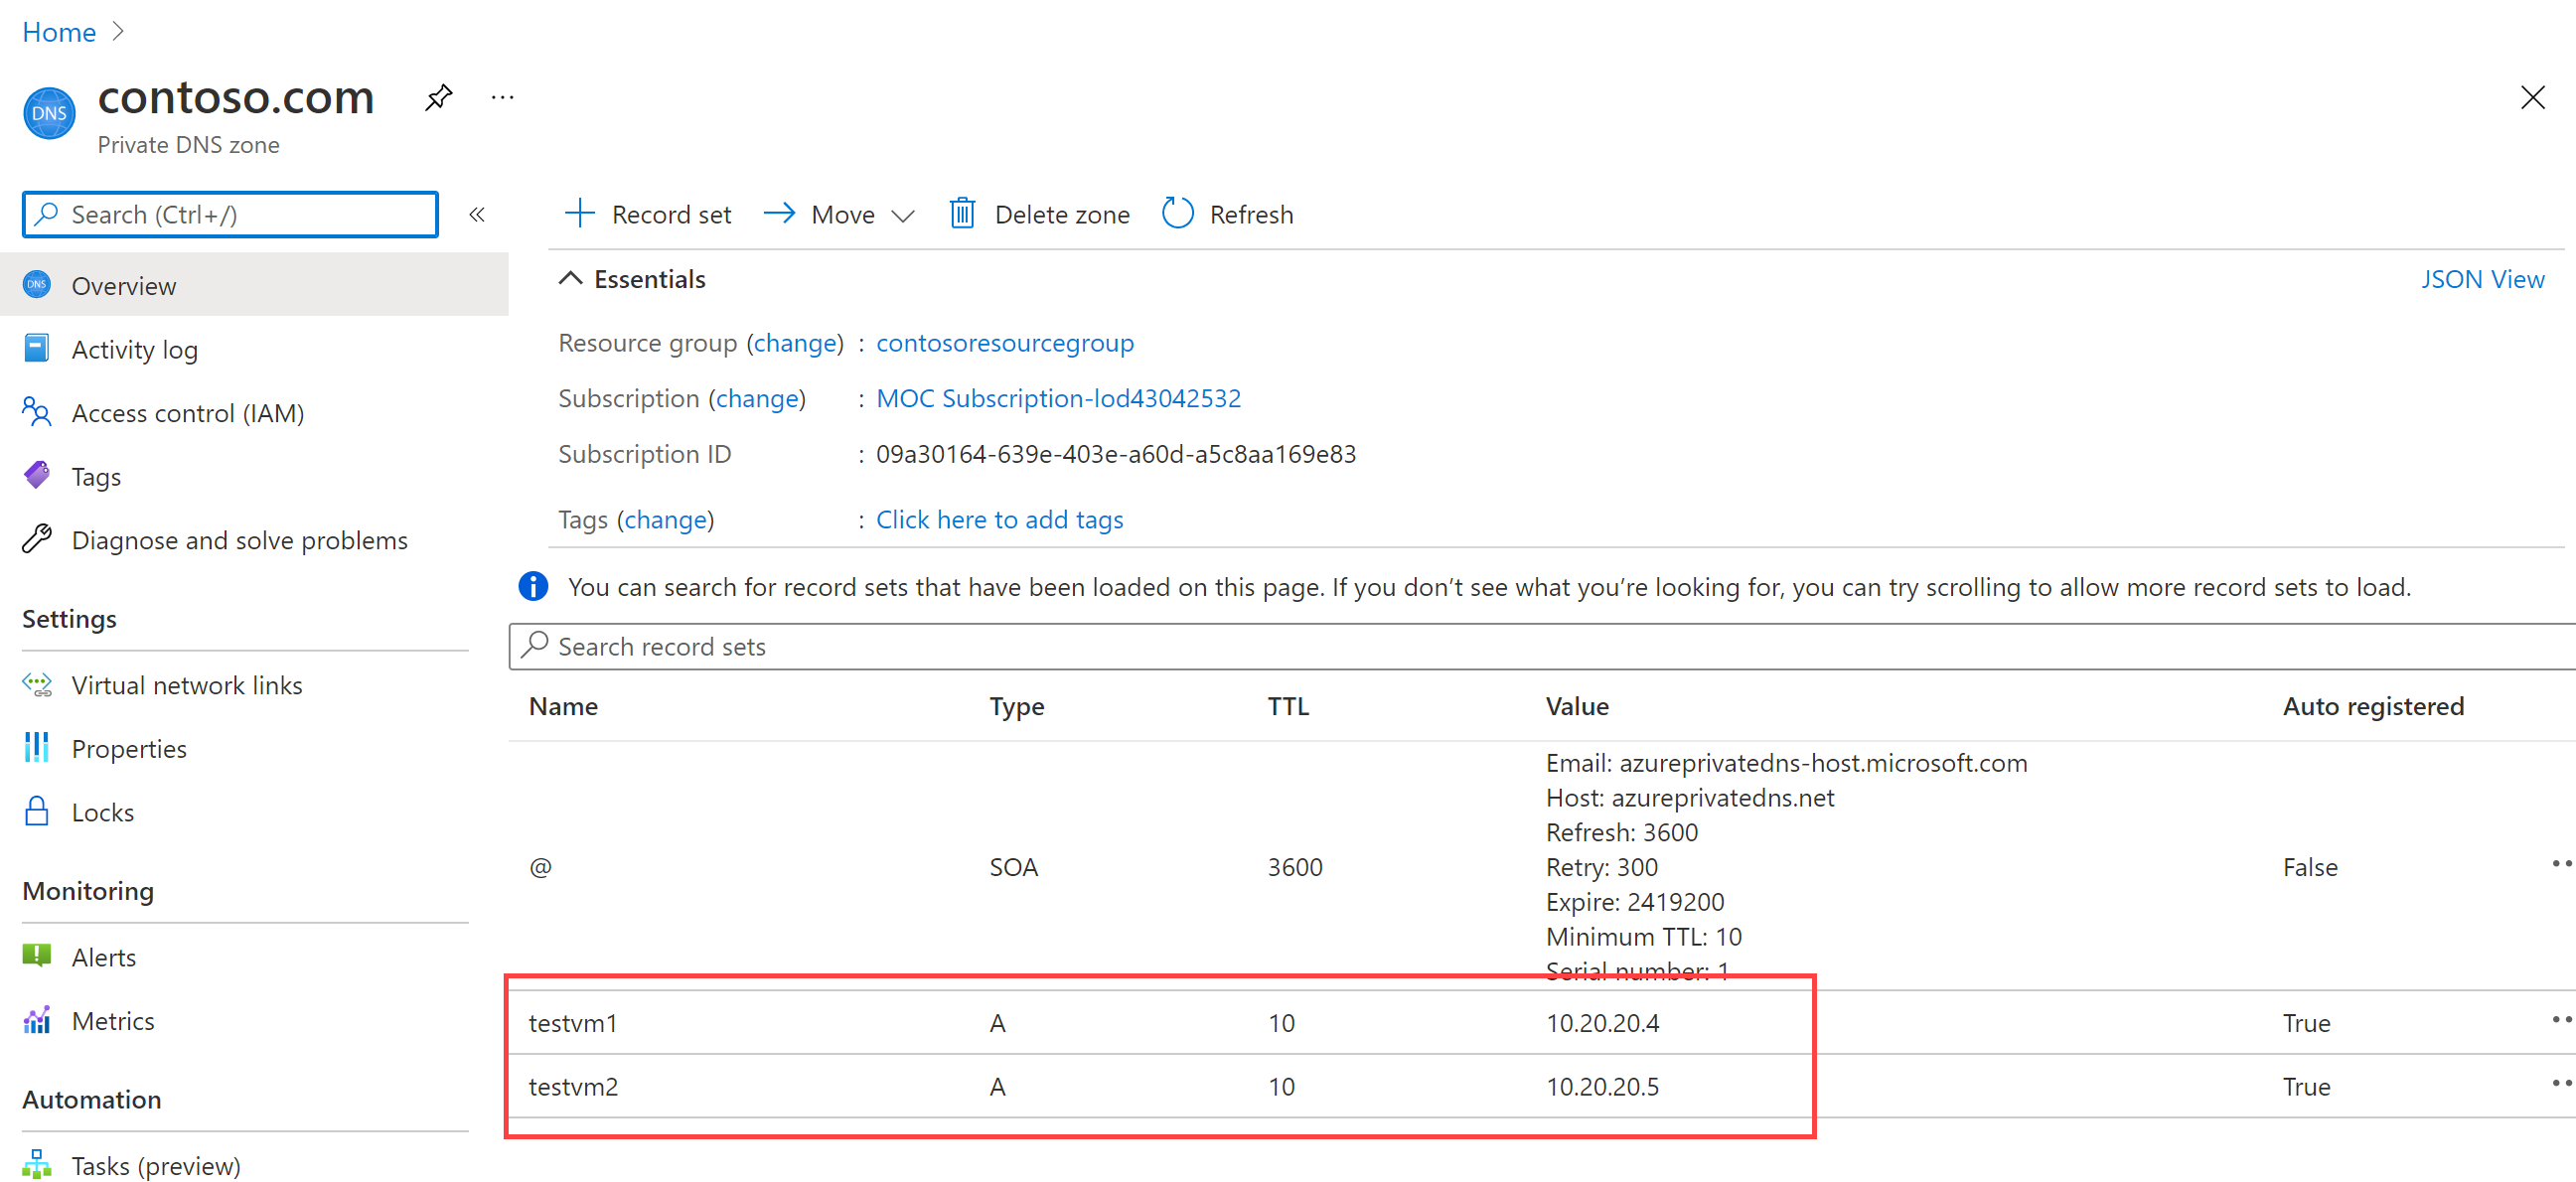 Home
contoso.com
DNS
Private DNS zone
Search (Ctrl+/)
Record set Move Delete zone Refresh
DNS Overview
Activity log
Access control (IAM)
Tags
Diagnose and solve problems
Settings
Virtual network links
Properties
Locks
Monitoring
Alerts
Metrics
Automation
Tasks (preview)
Essentials JSON View
Resource group (change) : contosoresourcegroup
Subscription (change) : MOC Subscription-lod43042532
Subscription ID : 09a30164-639e-403e-a60d-a5c8aa169e83
Tags (change) : Click here to add tags
You can search for record sets that have been loaded on this page. If you don’t see what you’re looking for, you can try scrolling to allow more record sets to load.
Search record sets
Name Type TTL Value Auto registered
Email: azureprivatedns-host.microsoft.com
Host: azureprivatedns.net
Refresh: 3600
@ SOA 3600 Retry: 300 False
Expire: 2419200
Minimum TTL: 10
Serial number: 1
testvm1 A 10 10.20.20.4 True
testvm2 A 10 10.20.20.5 True